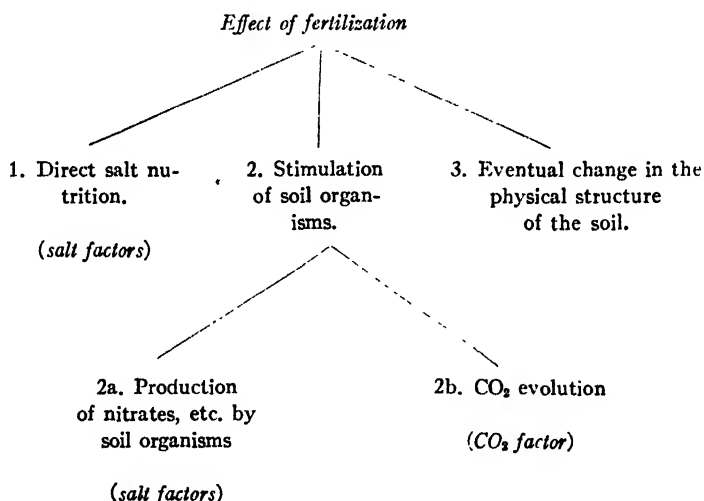 Effect of fertilization
1. Direct salt nu-
trition.
(salt factors)
2. Stimulation
of soil organ-
isms.
3. Eventual change in the
physical structure
of the soil.
2a. Production
of nitrates, etc. by
soil organisms
(salt factors)
2b. CO₂ evolution
(CO₂ factor)